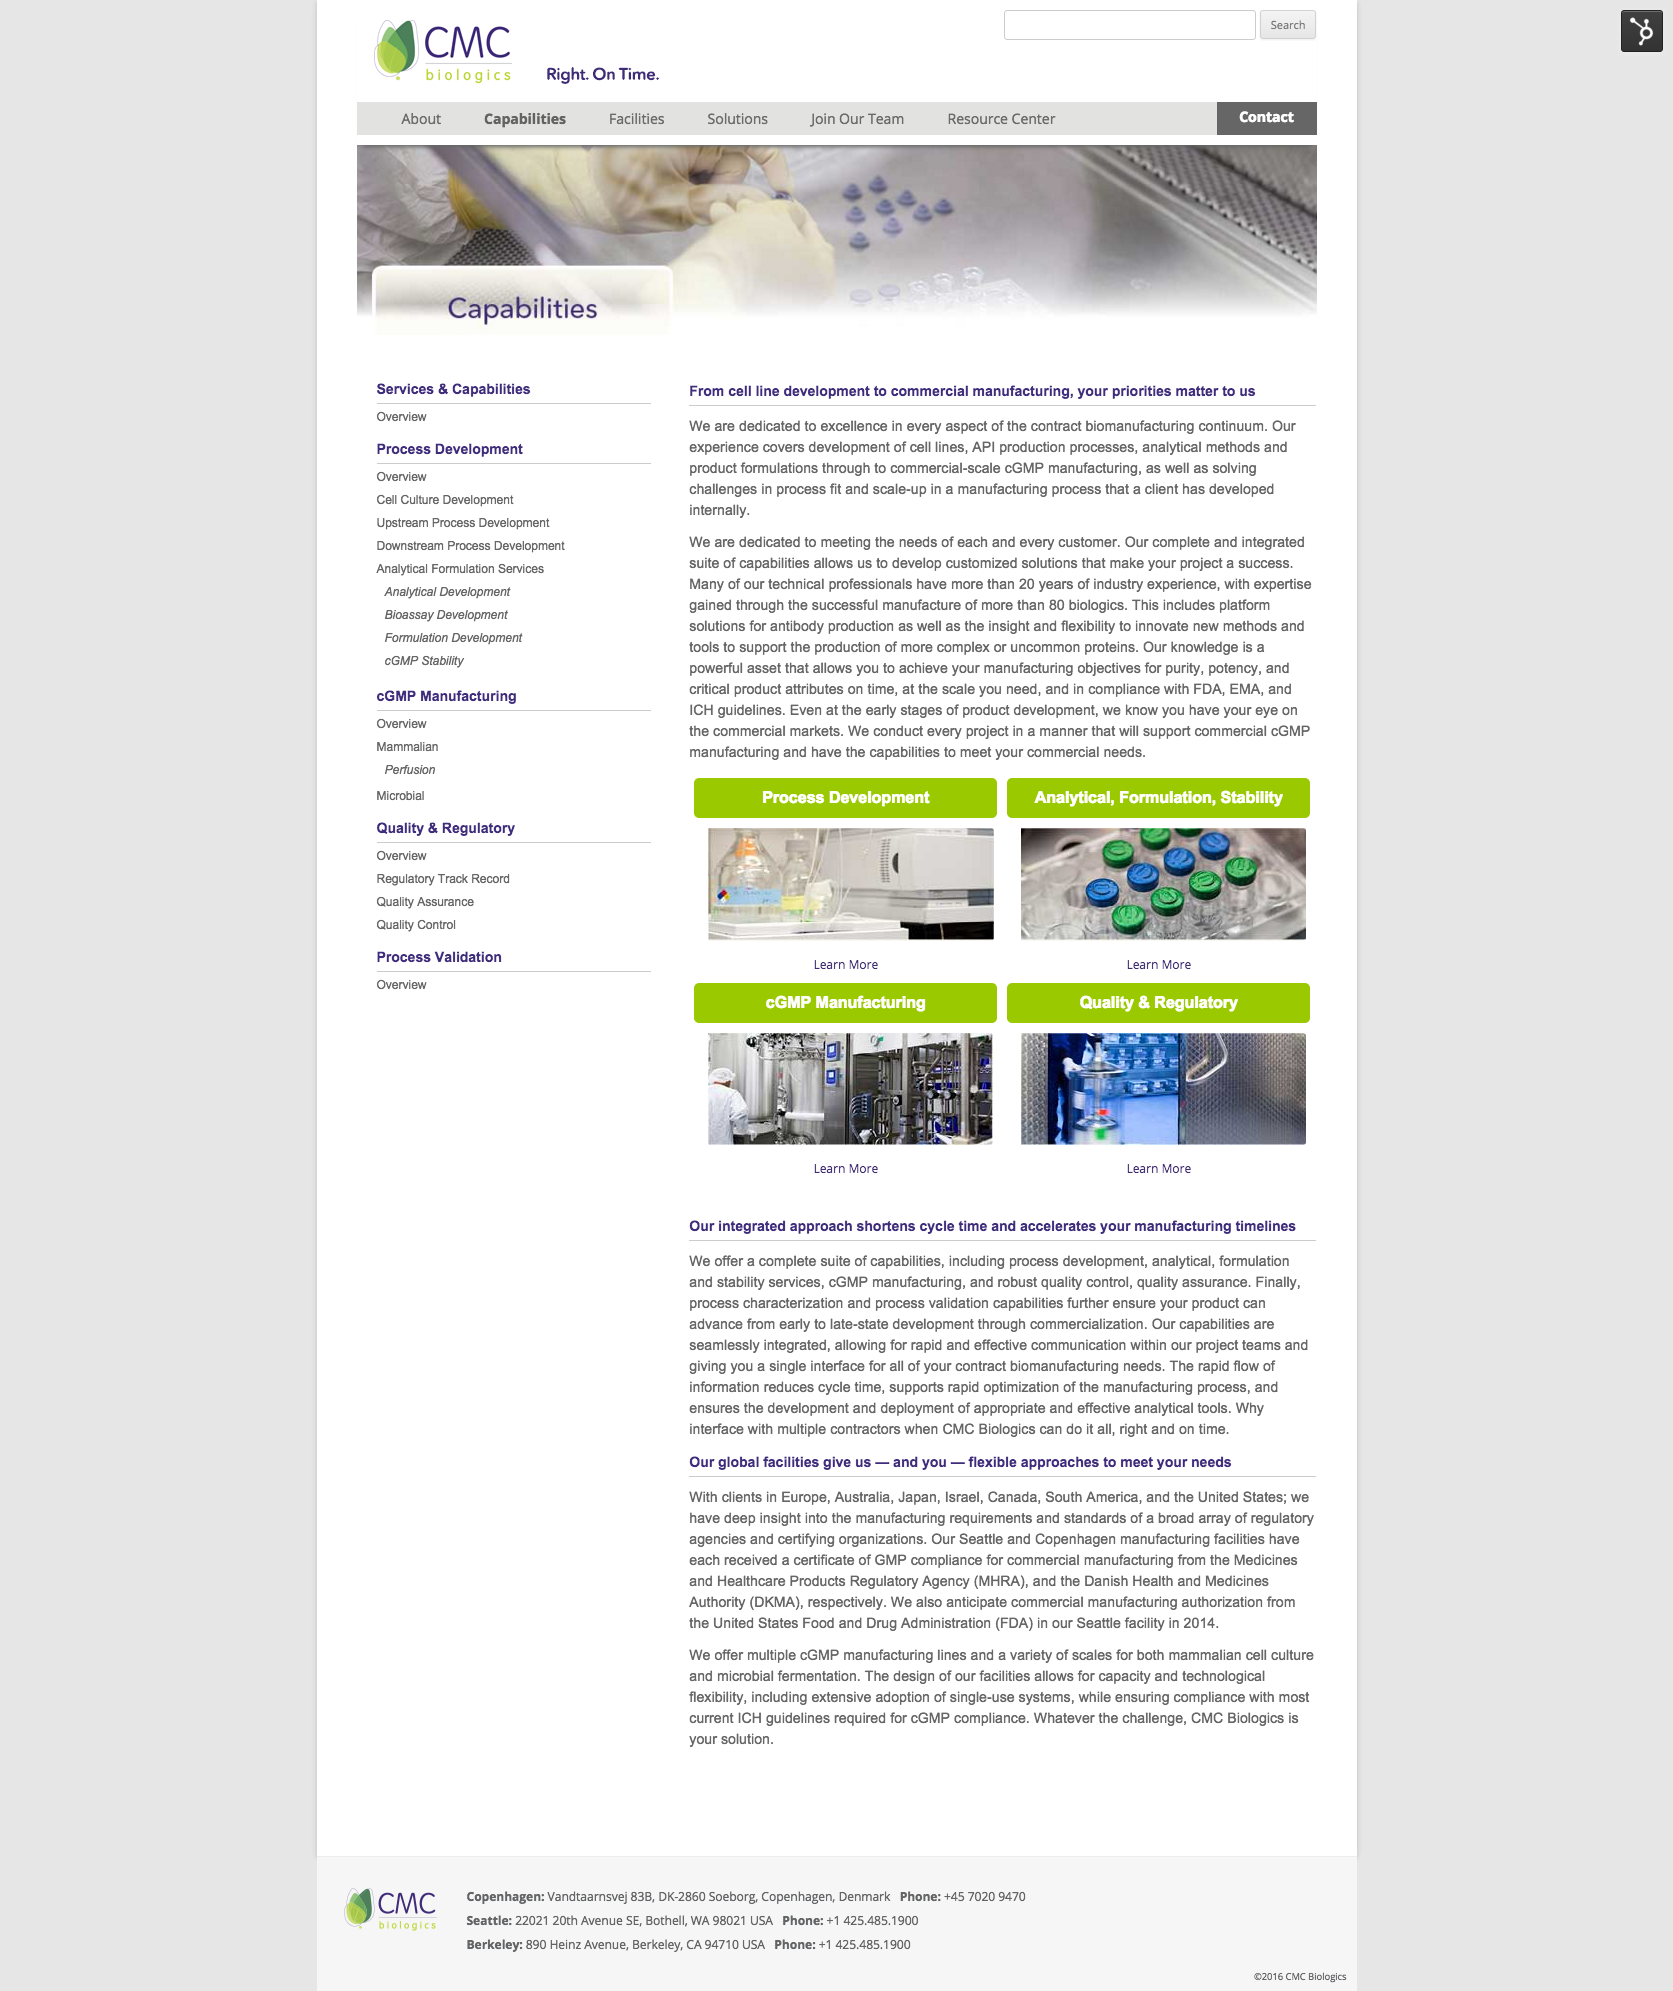 CMC
biologics
Right. On Time.
Search
About
Capabilities
Facilities
Solutions
Join Our Team
Resource Center
Contact
Capabilities
Services & Capabilities
Overview
Process Development
Overview
Cell Culture Development
Upstream Process Development
Downstream Process Development
Analytical Formulation Services
Analytical Development
Bioassay Development
Formulation Development
cGMP Stability
cGMP Manufacturing
Overview
Mammalian
Perfusion
Microbial
Quality & Regulatory
Overview
Regulatory Track Record
Quality Assurance
Quality Control
Process Validation
Overview
From cell line development to commercial manufacturing, your priorities matter to us
We are dedicated to excellence in every aspect of the contract biomanufacturing continuum. Our
experience covers development of cell lines, API production processes, analytical methods and
product formulations through to commercial-scale cGMP manufacturing, as well as solving
challenges in process fit and scale-up in a manufacturing process that a client has developed
internally.
We are dedicated to meeting the needs of each and every customer. Our complete and integrated
suite of capabilities allows us to develop customized solutions that make your project a success.
Many of our technical professionals have more than 20 years of industry experience, with expertise
gained through the successful manufacture of more than 80 biologics. This includes platform
solutions for antibody production as well as the insight and flexibility to innovate new methods and
tools to support the production of more complex or uncommon proteins. Our knowledge is a
powerful asset that allows you to achieve your manufacturing objectives for purity, potency, and
critical product attributes on time, at the scale you need, and in compliance with FDA, EMA, and
ICH guidelines. Even at the early stages of product development, we know you have your eye on
the commercial markets. We conduct every project in a manner that will support commercial cGMP
manufacturing and have the capabilities to meet your commercial needs.
Process Development
Analytical, Formulation, Stability
Learn More
Learn More
cGMP Manufacturing
Quality & Regulatory
Learn More
Learn More
Our integrated approach shortens cycle time and accelerates your manufacturing timelines
We offer a complete suite of capabilities, including process development, analytical, formulation
and stability services, cGMP manufacturing, and robust quality control, quality assurance. Finally,
process characterization and process validation capabilities further ensure your product can
advance from early to late-state development through commercialization. Our capabilities are
seamlessly integrated, allowing for rapid and effective communication within our project teams and
giving you a single interface for all of your contract biomanufacturing needs. The rapid flow of
information reduces cycle time, supports rapid optimization of the manufacturing process, and
ensures the development and deployment of appropriate and effective analytical tools. Why
interface with multiple contractors when CMC Biologics can do it all, right and on time.
Our global facilities give us — and you — flexible approaches to meet your needs
With clients in Europe, Australia, Japan, Israel, Canada, South America, and the United States; we
have deep insight into the manufacturing requirements and standards of a broad array of regulatory
agencies and certifying organizations. Our Seattle and Copenhagen manufacturing facilities have
each received a certificate of GMP compliance for commercial manufacturing from the Medicines
and Healthcare Products Regulatory Agency (MHRA), and the Danish Health and Medicines
Authority (DKMA), respectively. We also anticipate commercial manufacturing authorization from
the United States Food and Drug Administration (FDA) in our Seattle facility in 2014.
We offer multiple cGMP manufacturing lines and a variety of scales for both mammalian cell culture
and microbial fermentation. The design of our facilities allows for capacity and technological
flexibility, including extensive adoption of single-use systems, while ensuring compliance with most
current ICH guidelines required for cGMP compliance. Whatever the challenge, CMC Biologics is
your solution.
CMC
biologics
Copenhagen: Vandtaarnsvej 83B, DK-2860 Soeborg, Copenhagen, Denmark Phone: +45 7020 9470
Seattle: 22021 20th Avenue SE, Bothell, WA 98021 USA Phone: +1 425.485.1900
Berkeley: 890 Heinz Avenue, Berkeley, CA 94710 USA Phone: +1 425.485.1900
©2016 CMC Biologics